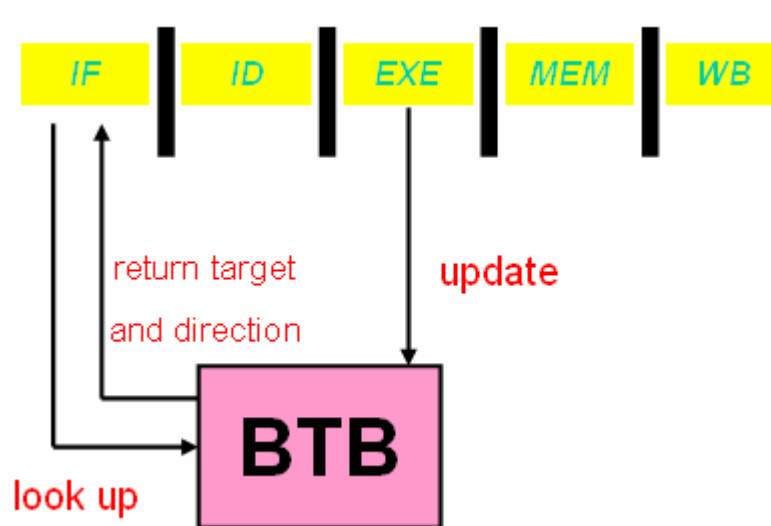 IF
ID
EXE
MEM
WB
return target
and direction
update
BTB
look up